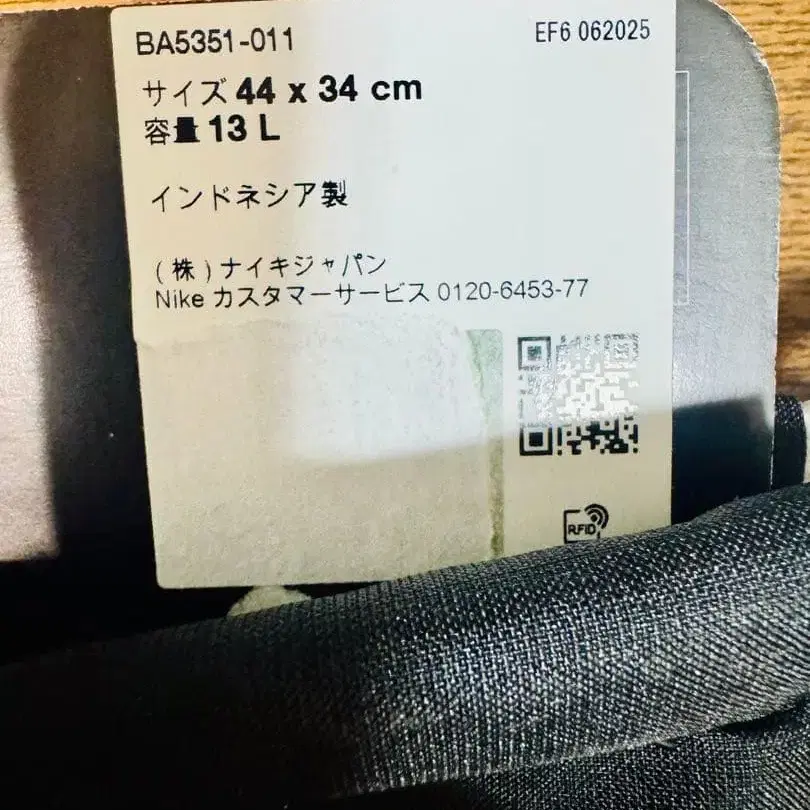 BA5351-011 EF6 062025
サイズ 44 x 34 cm
容量 13 L
インドネシア製
(株)ナイキジャパン
Nike カスタマーサービス 0120-6453-77
RFID